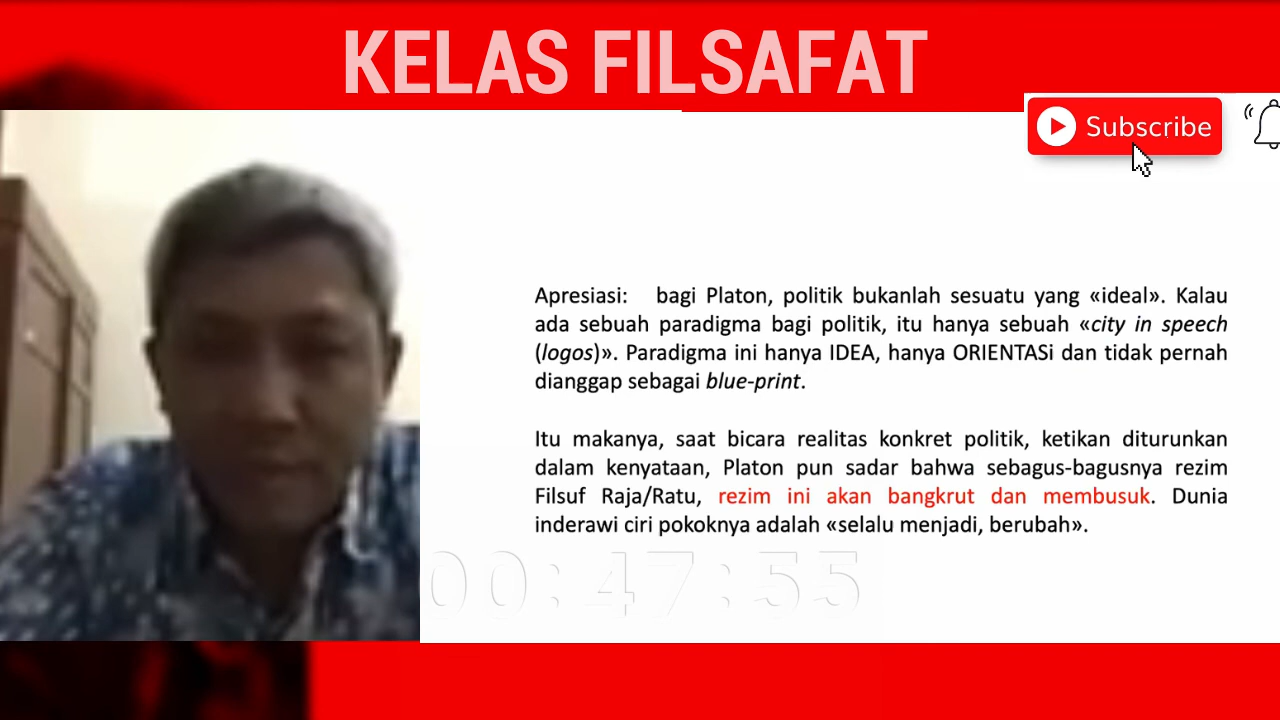 KELAS FILSAFAT
Subscribe
Apresiasi: bagi Platon, politik bukanlah sesuatu yang «ideal». Kalau
ada sebuah paradigma bagi politik, itu hanya sebuah «city in speech
(logos)». Paradigma ini hanya IDEA, hanya ORIENTASi dan tidak pernah
dianggap sebagai blue-print.
Itu makanya, saat bicara realitas konkret politik, ketikan diturunkan
dalam kenyataan, Platon pun sadar bahwa sebagus-bagusnya rezim
Filsuf Raja/Ratu, rezim ini akan bangkrut dan membusuk. Dunia
inderawi ciri pokoknya adalah «selalu menjadi, berubah».
00:47:55